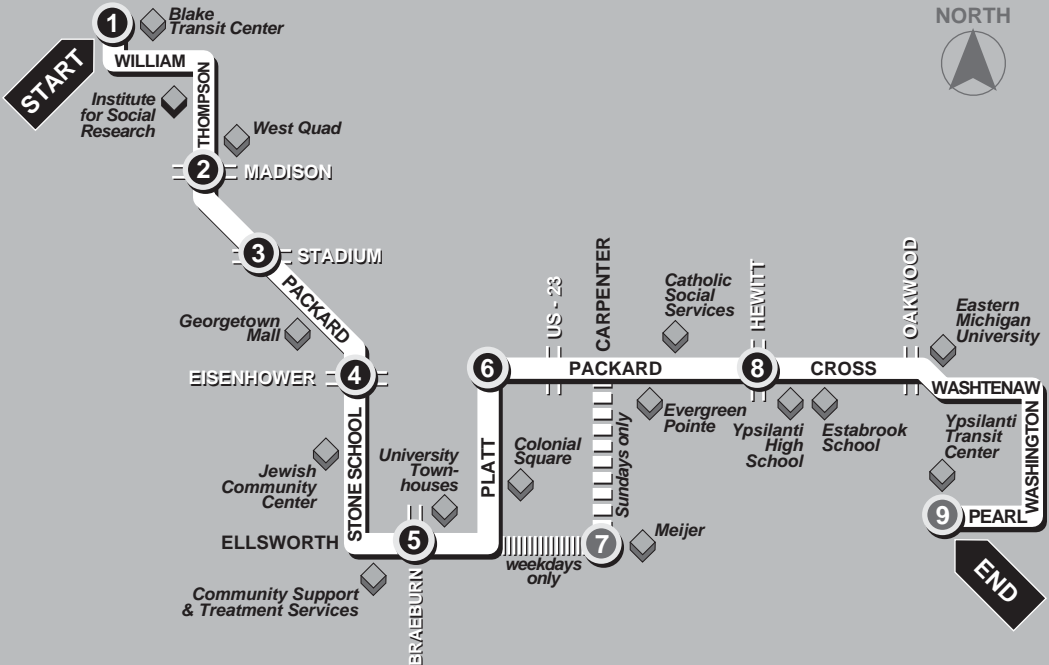 START
1
Blake
Transit Center
WILLIAM
THOMPSON
Institute
for Social
Research
West Quad
2
MADISON
3
STADIUM
PACKARD
Georgetown
Mall
EISENHOWER
4
STONE SCHOOL
Jewish
Community
Center
University
Town-
houses
ELLSWORTH
5
BRAEBURN
Community Support
& Treatment Services
PLATT
Colonial
Square
6
US - 23
CARPENTER
Sundays only
weekdays
only
7
Meijer
PACKARD
Catholic
Social
Services
Evergreen
Pointe
HEWITT
8
Ypsilanti
High
School
Estabrook
School
CROSS
OAKWOOD
Eastern
Michigan
University
WASHTENAW
WASHINGTON
Ypsilanti
Transit
Center
9
PEARL
END
NORTH